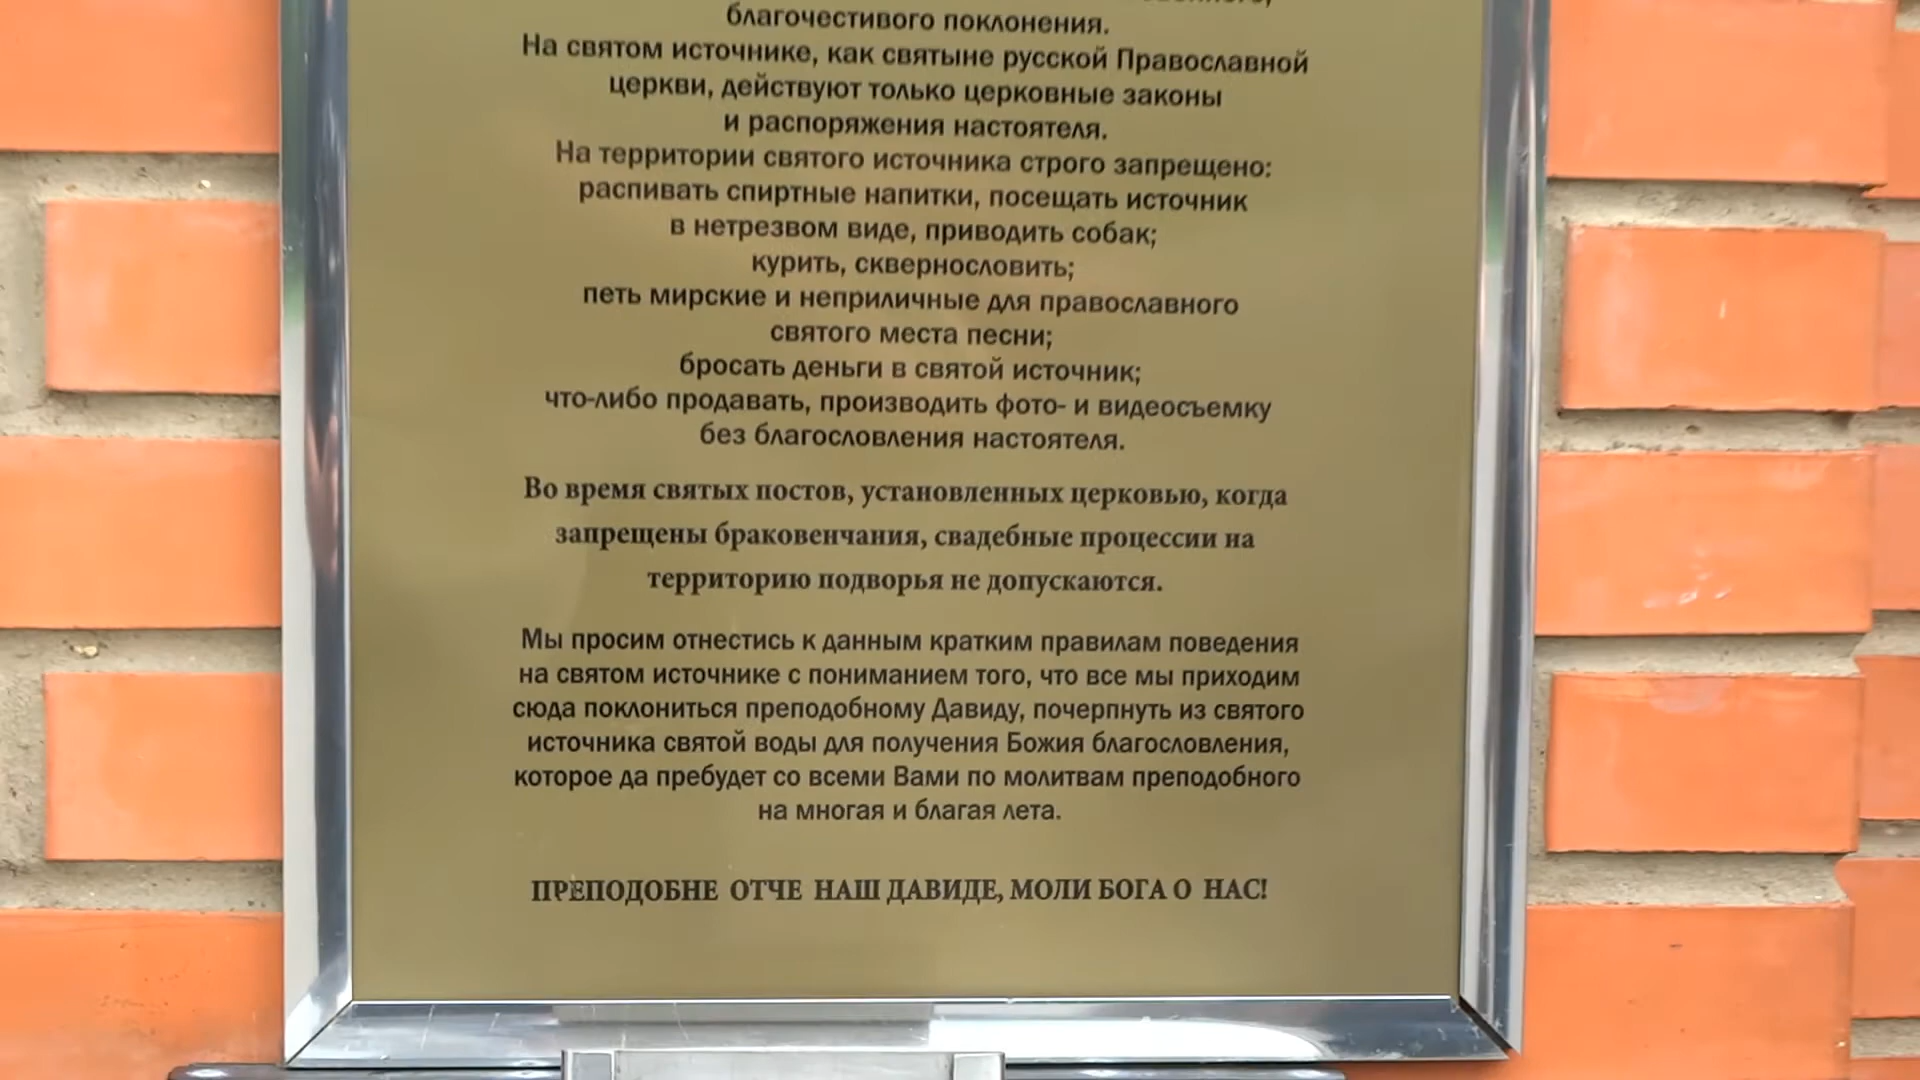 благочестивого поклонения.
На святом источнике, как святыне русской Православной
церкви, действуют только церковные законы
и распоряжения настоятеля.
На территории святого источника строго запрещено:
распивать спиртные напитки, посещать источник
в нетрезвом виде, приводить собак;
курить, сквернословить;
петь мирские и неприличные для православного
святого места песни;
бросать деньги в святой источник;
что-либо продавать, производить фото- и видеосъемку
без благословления настоятеля.
Во время святых постов, установленных церковью, когда
запрещены браковенчания, свадебные процессии на
территорию подворья не допускаются.
Мы просим отнестись к данным кратким правилам поведения
на святом источнике с пониманием того, что все мы приходим
сюда поклониться преподобному Давиду, почерпнуть из святого
источника святой воды для получения Божия благословления,
которое да пребудет со всеми Вами по молитвам преподобного
на многая и благая лета.
ПРЕПОДОБНЕ ОТЧЕ НАШ ДАВИДЕ, МОЛИ БОГА О НАС!